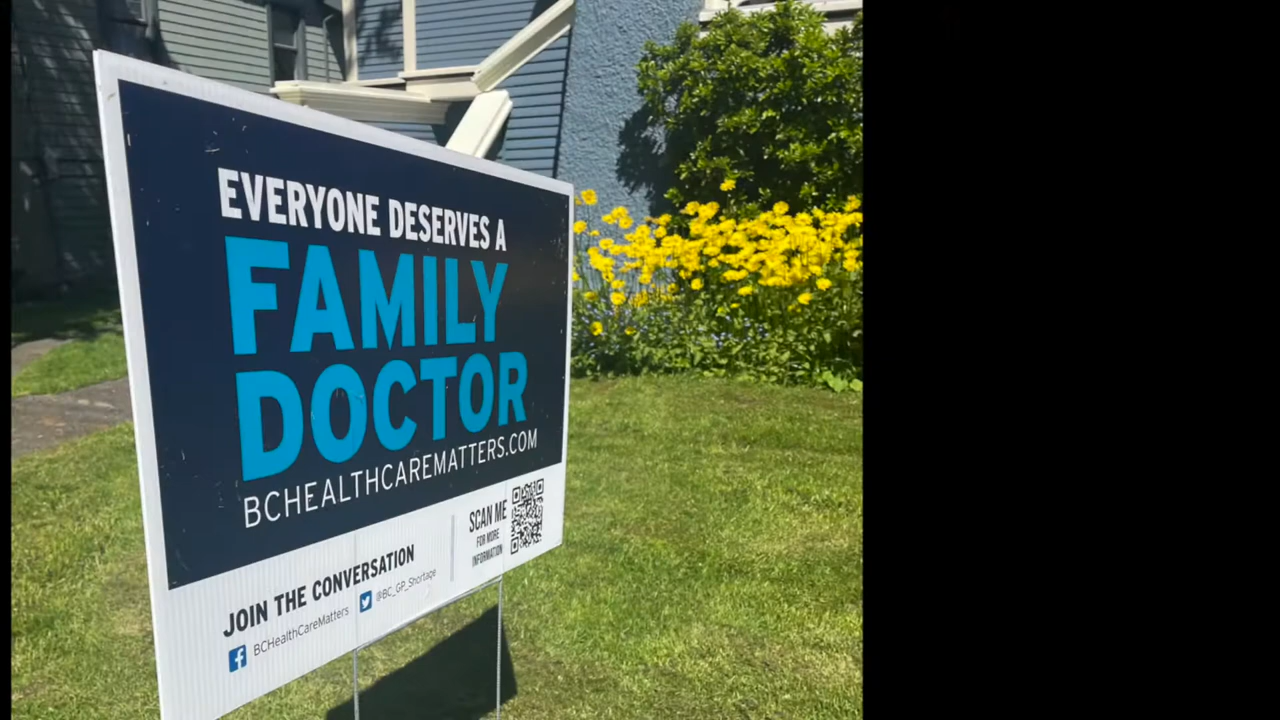 EVERYONE DESERVES A
FAMILY
DOCTOR
BCHEALTHCAREMATTERS.COM
JOIN THE CONVERSATION
BCHealthCareMatters
@BC_GP_Shortage
SCAN ME
FOR MORE
INFORMATION